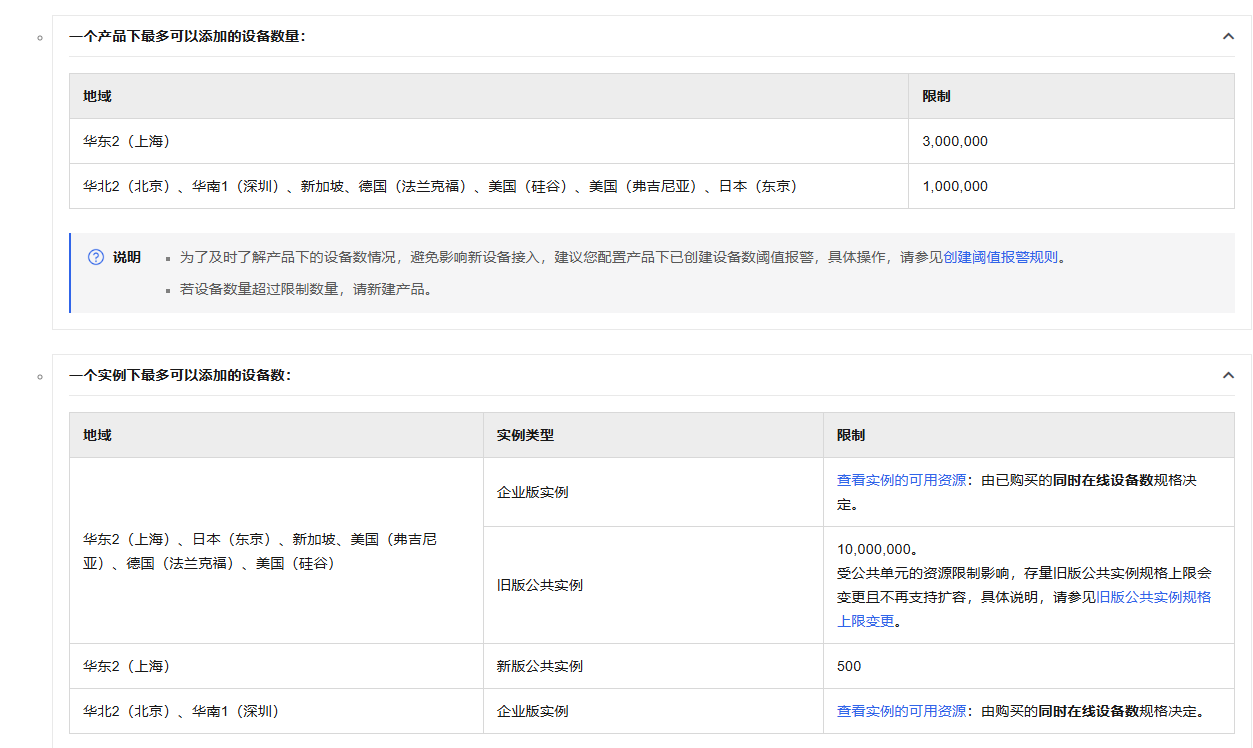 一个产品下最多可以添加的设备数量：
地域
限制
华东2（上海）
3,000,000
华北2（北京）、华南1（深圳）、新加坡、德国（法兰克福）、美国（硅谷）、美国（弗吉尼亚）、日本（东京）
1,000,000
说明
为了及时了解产品下的设备数情况，避免影响新设备接入，建议您配置产品下已创建设备数阈值报警，具体操作，请参见创建阈值报警规则。
若设备数量超过限制数量，请新建产品。
一个实例下最多可以添加的设备数：
地域
实例类型
限制
华东2（上海）、日本（东京）、新加坡、美国（弗吉尼
亚）、德国（法兰克福）、美国（硅谷）
企业版实例
查看实例的可用资源：由已购买的同时在线设备数规格决
定。
旧版公共实例
10,000,000。
受公共单元的资源限制影响，存量旧版公共实例规格上限会
变更且不再支持扩容，具体说明，请参见旧版公共实例规格
上限变更。
华东2（上海）
新版公共实例
500
华北2（北京）、华南1（深圳）
企业版实例
查看实例的可用资源：由购买的同时在线设备数规格决定。